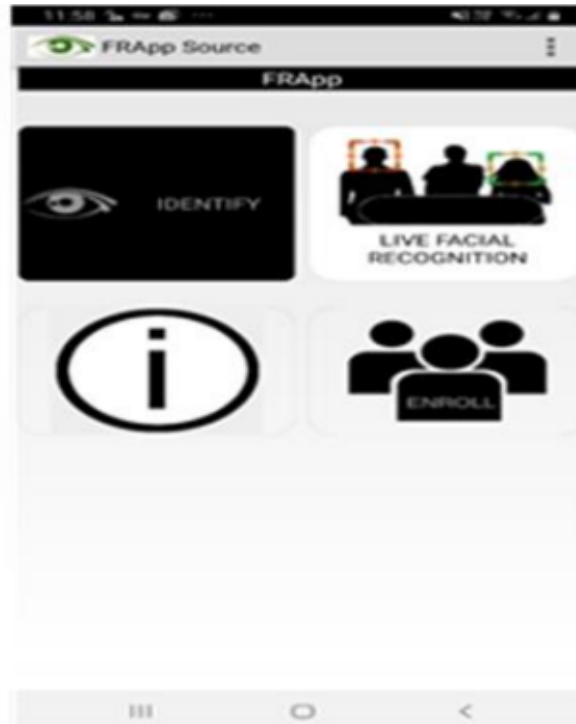 11:58
FRApp Source
FRApp
IDENTIFY
LIVE FACIAL
RECOGNITION
i
ENROLL